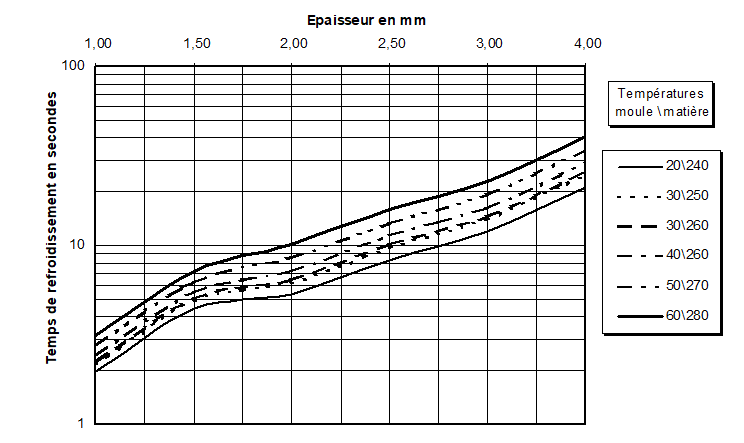 Epaisseur en mm
1,00 1,50 2,00 2,50 3,00 4,00
Temps de refroidissement en secondes
100
10
1
Températures
moule \ matière
20\240
30\250
30\260
40\260
50\270
60\280